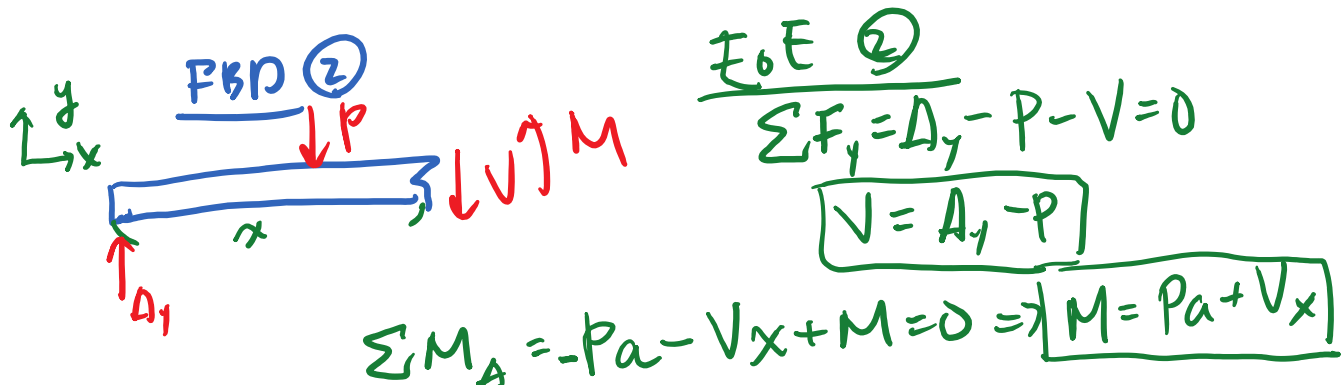 FBD ②
y
x
P
V
M
x
Ay
EoE ②
ΣFy = Ay - P - V = 0
V = Ay - P
ΣMA = -Pa - Vx + M = 0 => M = Pa + Vx